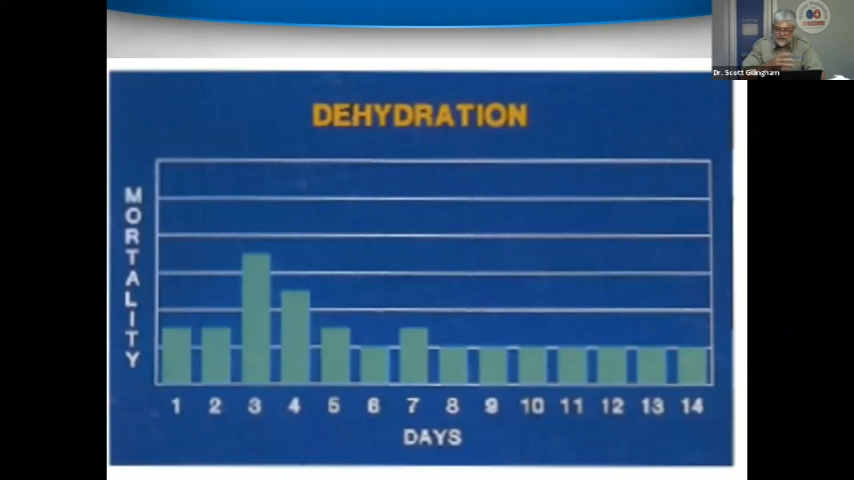 Dr. Scott Gillingham
DEHYDRATION
MORTALITY
1 2 3 4 5 6 7 8 9 10 11 12 13 14
DAYS